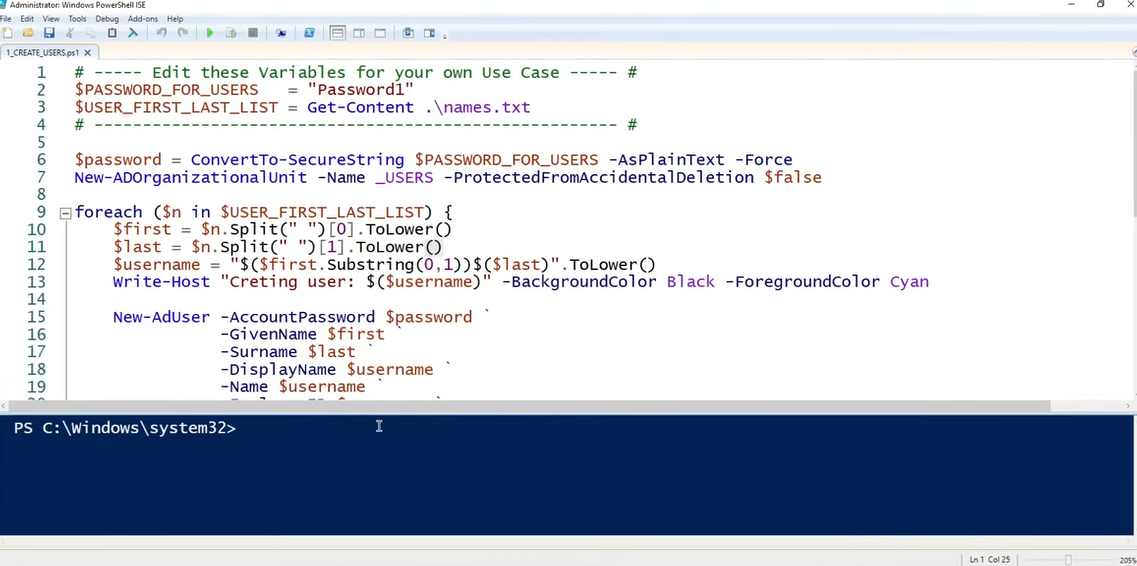 Administrator: Windows PowerShell ISE
File Edit View Tools Debug Add-ons Help
1_CREATE_USERS.ps1
1 # ----- Edit these Variables for your own Use Case ----- #
2 $PASSWORD_FOR_USERS = "Password1"
3 $USER_FIRST_LAST_LIST = Get-Content .\names.txt
4 # ------------------------------------------------------ #
5
6 $password = ConvertTo-SecureString $PASSWORD_FOR_USERS -AsPlainText -Force
7 New-ADOrganizationalUnit -Name _USERS -ProtectedFromAccidentalDeletion $false
8
9 foreach ($n in $USER_FIRST_LAST_LIST) {
10 $first = $n.Split(" ")[0].ToLower()
11 $last = $n.Split(" ")[1].ToLower()
12 $username = "$($first.Substring(0,1))$($last)".ToLower()
13 Write-Host "Creting user: $($username)" -BackgroundColor Black -ForegroundColor Cyan
14
15 New-AdUser -AccountPassword $password `
16 -GivenName $first `
17 -Surname $last `
18 -DisplayName $username `
19 -Name $username `
PS C:\Windows\system32>
Ln 1 Col 25
205%